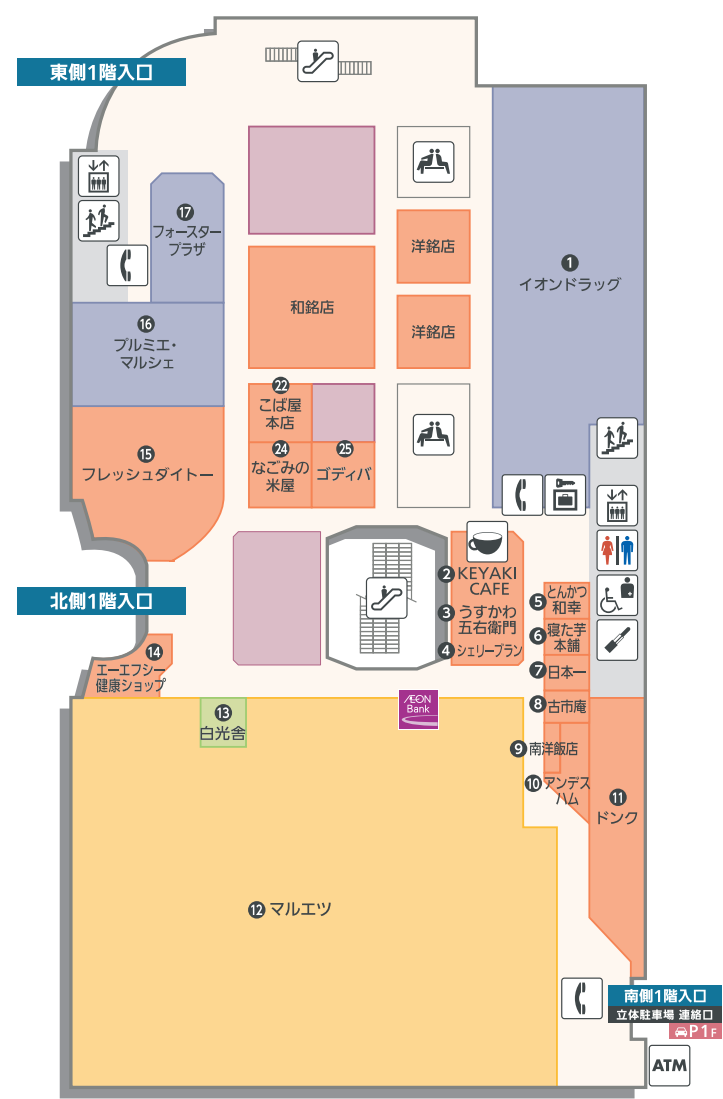 東側1階入口
17
フォースター
プラザ
洋銘店
1
イオンドラッグ
和銘店
16
プルミエ・
マルシェ
洋銘店
22
こば屋
本店
15
フレッシュダイトー
24
なごみの
米屋
25
ゴディバ
2 KEYAKI
CAFE
3 うすかわ
五右衛門
4 シェリーブラン
北側1階入口
5 とんかつ
和幸
6 寝た芋
本舗
7 日本一
8 古市庵
9 南洋飯店
10 アンデス
ハム
11
ドンク
14
エーエフシー
健康ショップ
13
白光舎
AEON
Bank
12 マルエツ
南側1階入口
立体駐車場 連絡口
P1F
ATM